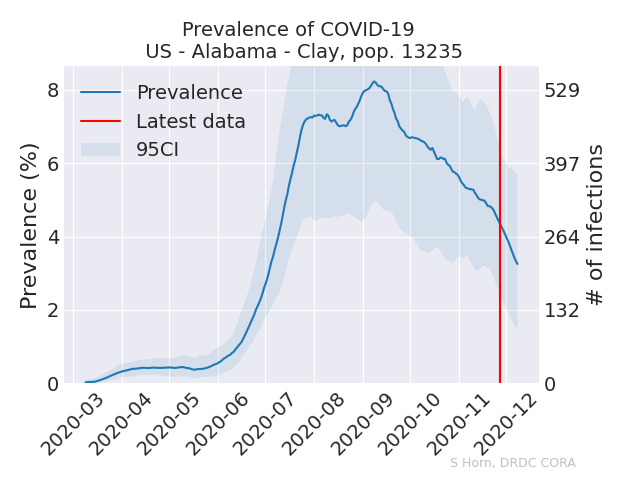 Prevalence of COVID-19
US - Alabama - Clay, pop. 13235
Prevalence
Latest data
95CI
Prevalence (%)
8
6
4
2
0
529
397
264
132
0
# of infections
2020-03
2020-04
2020-05
2020-06
2020-07
2020-08
2020-09
2020-10
2020-11
2020-12
S Horn, DRDC CORA